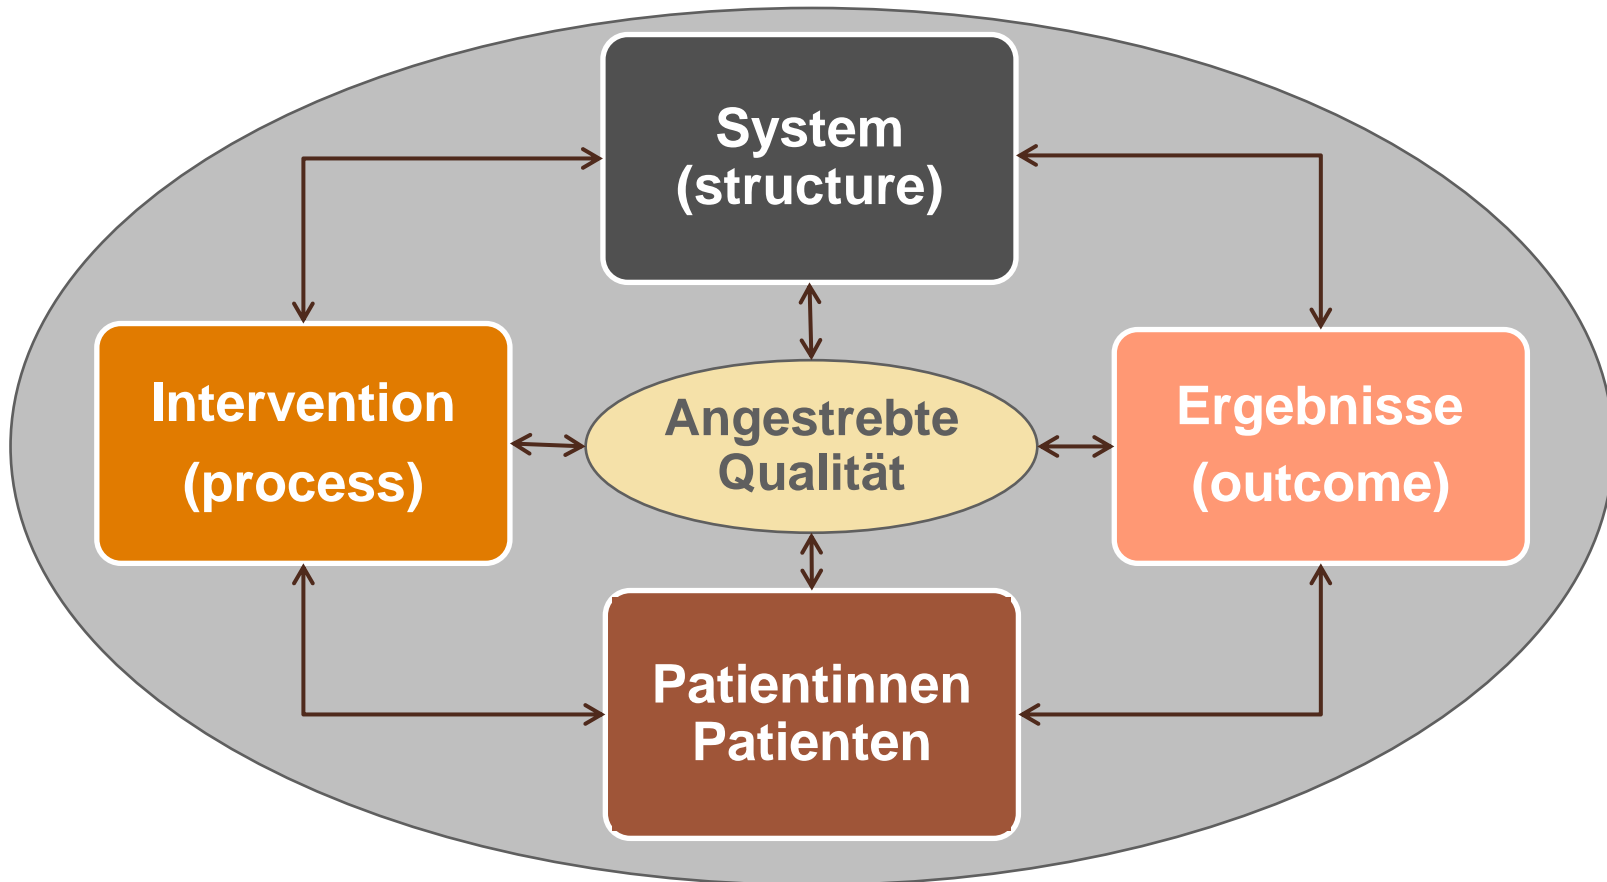 System
(structure)
Intervention
(process)
Angestrebte
Qualität
Ergebnisse
(outcome)
Patientinnen
Patienten